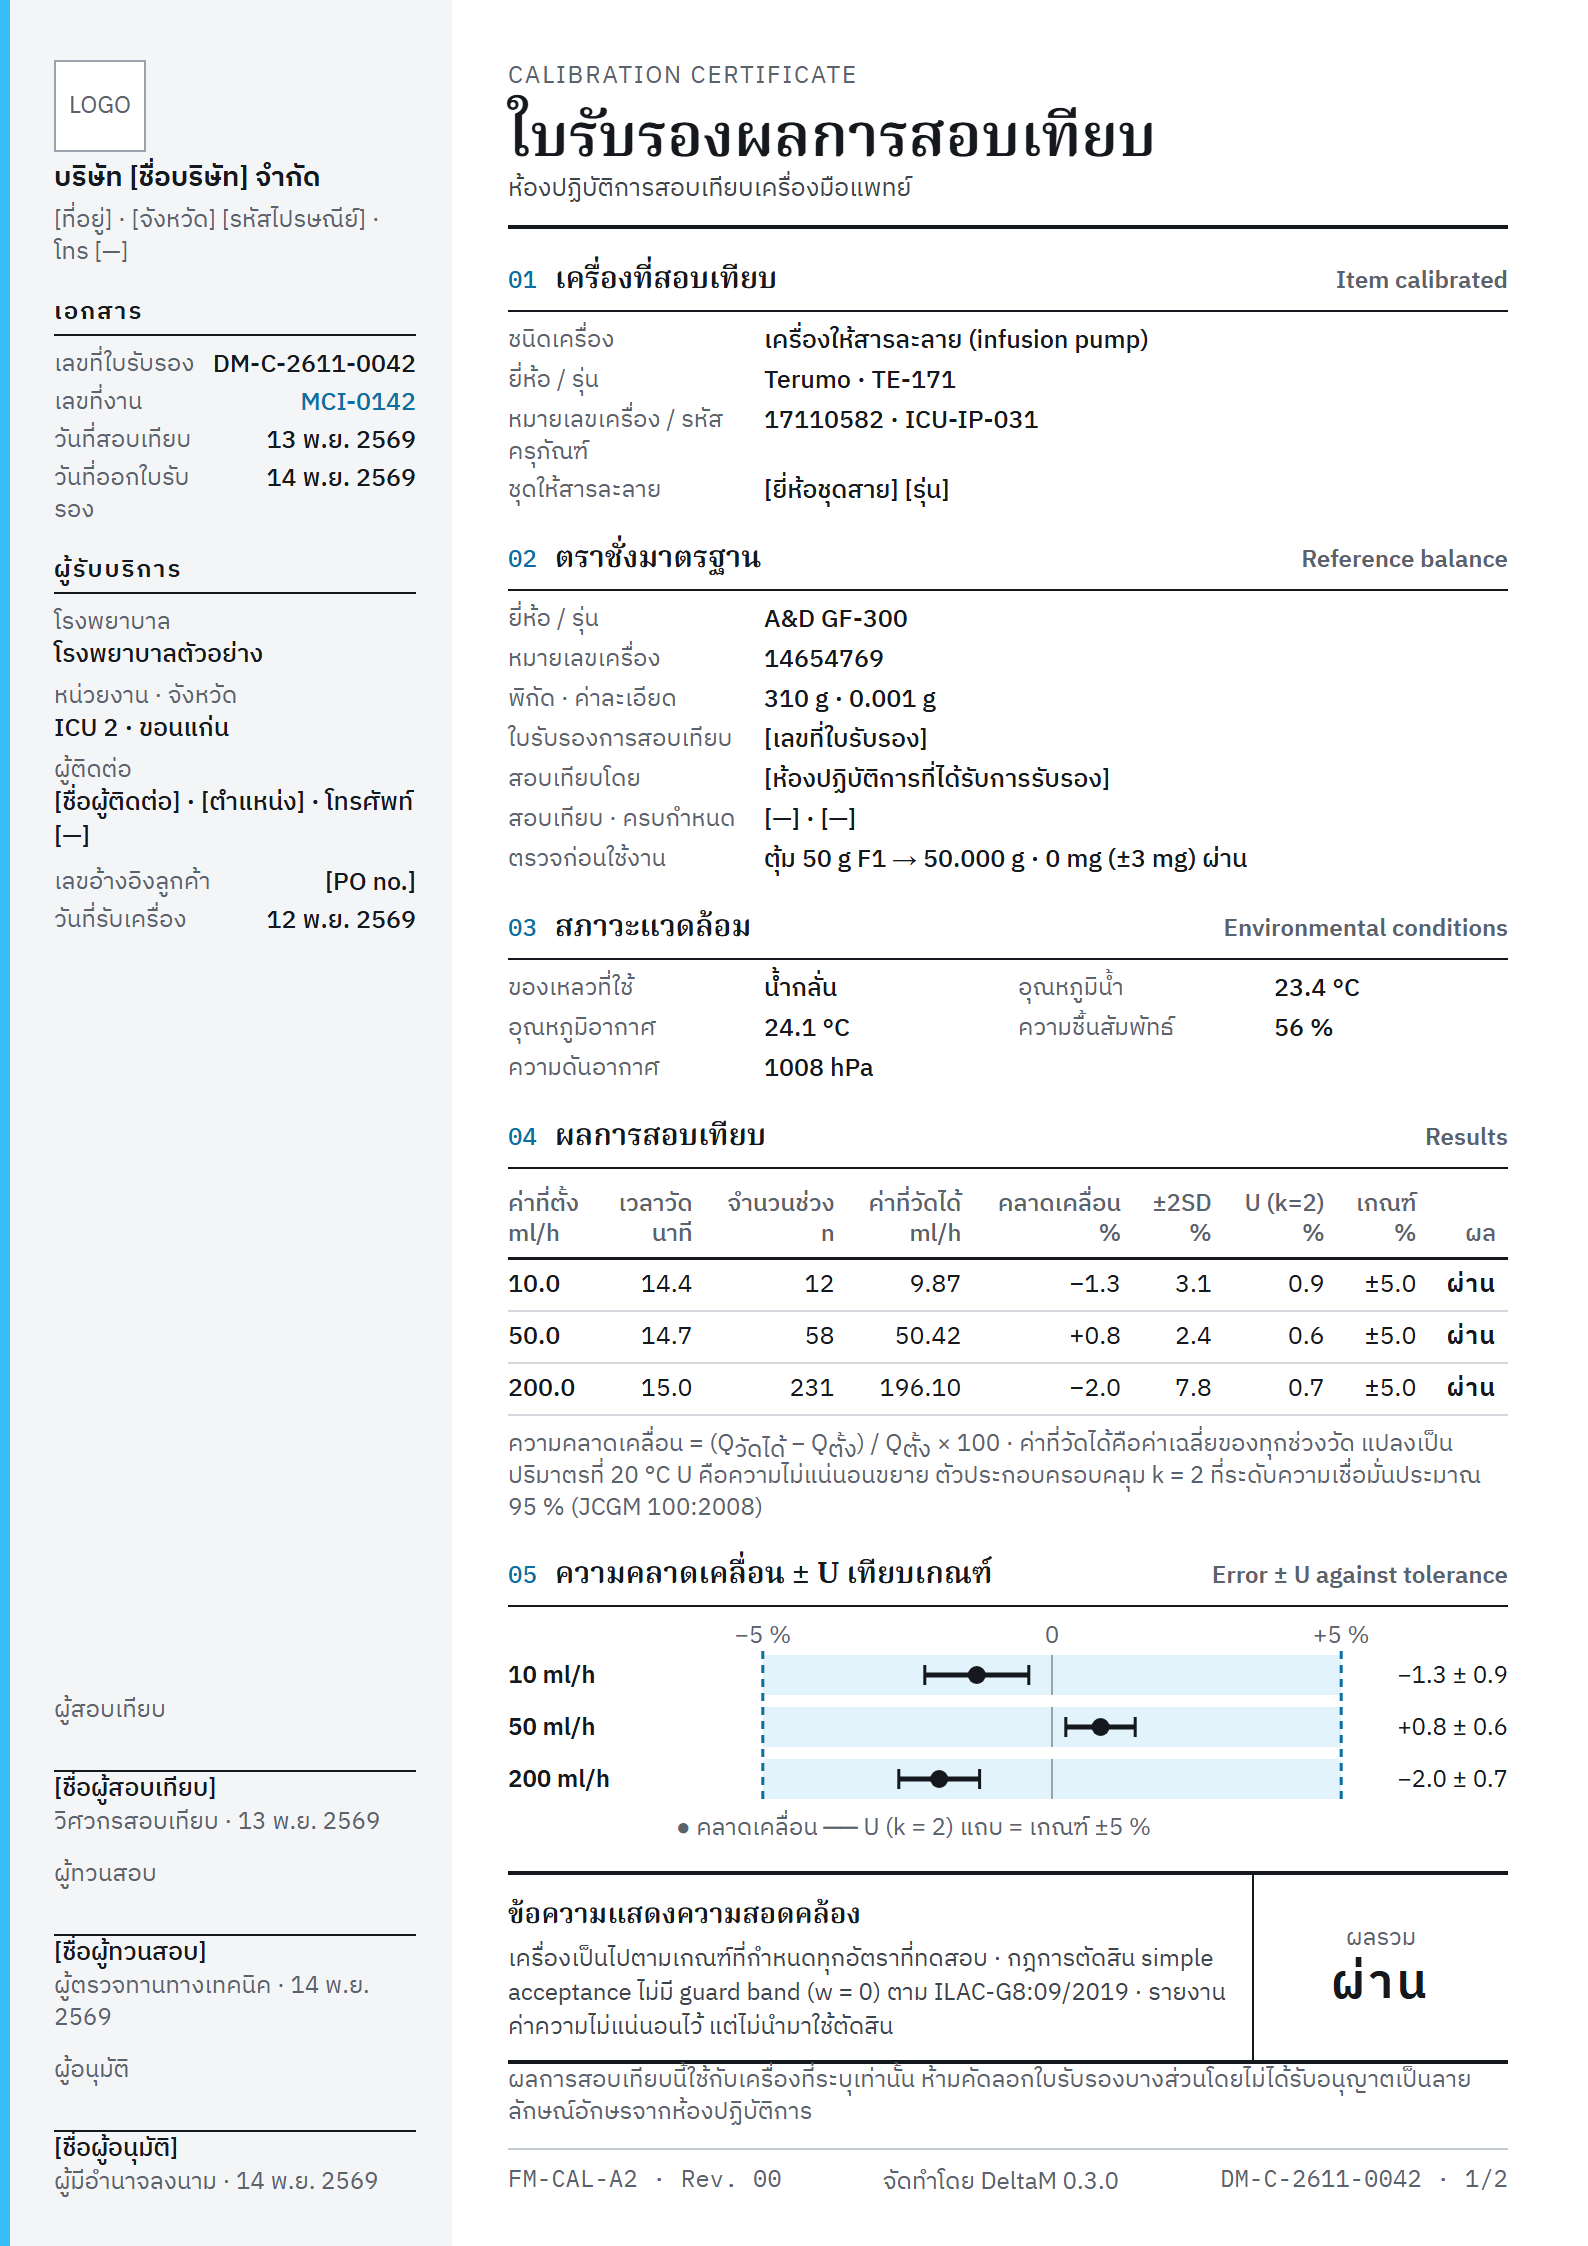 LOGO
บริษัท [ชื่อบริษัท] จำกัด
[ที่อยู่] · [จังหวัด] [รหัสไปรษณีย์] ·
โทร [—]
เอกสาร
เลขที่ใบรับรอง DM-C-2611-0042
เลขที่งาน MCI-0142
วันที่สอบเทียบ 13 พ.ย. 2569
วันที่ออกใบรับ 14 พ.ย. 2569
รอง
ผู้รับบริการ
โรงพยาบาล
โรงพยาบาลตัวอย่าง
หน่วยงาน · จังหวัด
ICU 2 · ขอนแก่น
ผู้ติดต่อ
[ชื่อผู้ติดต่อ] · [ตำแหน่ง] · โทรศัพท์
[—]
เลขอ้างอิงลูกค้า [PO no.]
วันที่รับเครื่อง 12 พ.ย. 2569
ผู้สอบเทียบ
[ชื่อผู้สอบเทียบ]
วิศวกรสอบเทียบ · 13 พ.ย. 2569
ผู้ทวนสอบ
[ชื่อผู้ทวนสอบ]
ผู้ตรวจทานทางเทคนิค · 14 พ.ย.
2569
ผู้อนุมัติ
[ชื่อผู้อนุมัติ]
ผู้มีอำนาจลงนาม · 14 พ.ย. 2569
CALIBRATION CERTIFICATE
ใบรับรองผลการสอบเทียบ
ห้องปฏิบัติการสอบเทียบเครื่องมือแพทย์
01 เครื่องที่สอบเทียบ Item calibrated
ชนิดเครื่อง เครื่องให้สารละลาย (infusion pump)
ยี่ห้อ / รุ่น Terumo · TE-171
หมายเลขเครื่อง / รหัส 17110582 · ICU-IP-031
ครุภัณฑ์
ชุดให้สารละลาย [ยี่ห้อชุดสาย] [รุ่น]
02 ตราชั่งมาตรฐาน Reference balance
ยี่ห้อ / รุ่น A&D GF-300
หมายเลขเครื่อง 14654769
พิกัด · ค่าละเอียด 310 g · 0.001 g
ใบรับรองการสอบเทียบ [เลขที่ใบรับรอง]
สอบเทียบโดย [ห้องปฏิบัติการที่ได้รับการรับรอง]
สอบเทียบ · ครบกำหนด [—] · [—]
ตรวจก่อนใช้งาน ตุ้ม 50 g F1 → 50.000 g · 0 mg (±3 mg) ผ่าน
03 สภาวะแวดล้อม Environmental conditions
ของเหลวที่ใช้ น้ำกลั่น อุณหภูมิน้ำ 23.4 °C
อุณหภูมิอากาศ 24.1 °C ความชื้นสัมพัทธ์ 56 %
ความดันอากาศ 1008 hPa
04 ผลการสอบเทียบ Results
ค่าที่ตั้ง เวลาวัด จำนวนช่วง ค่าที่วัดได้ คลาดเคลื่อน ±2SD U (k=2) เกณฑ์
ml/h นาที n ml/h % % % % ผล
10.0 14.4 12 9.87 −1.3 3.1 0.9 ±5.0 ผ่าน
50.0 14.7 58 50.42 +0.8 2.4 0.6 ±5.0 ผ่าน
200.0 15.0 231 196.10 −2.0 7.8 0.7 ±5.0 ผ่าน
ความคลาดเคลื่อน = (Qวัดได้ − Qตั้ง) / Qตั้ง × 100 · ค่าที่วัดได้คือค่าเฉลี่ยของทุกช่วงวัด แปลงเป็น
ปริมาตรที่ 20 °C U คือความไม่แน่นอนขยาย ตัวประกอบครอบคลุม k = 2 ที่ระดับความเชื่อมั่นประมาณ
95 % (JCGM 100:2008)
05 ความคลาดเคลื่อน ± U เทียบเกณฑ์ Error ± U against tolerance
−5 % 0 +5 %
10 ml/h −1.3 ± 0.9
50 ml/h +0.8 ± 0.6
200 ml/h −2.0 ± 0.7
● คลาดเคลื่อน ── U (k = 2) แถบ = เกณฑ์ ±5 %
ข้อความแสดงความสอดคล้อง
เครื่องเป็นไปตามเกณฑ์ที่กำหนดทุกอัตราที่ทดสอบ · กฎการตัดสิน simple
acceptance ไม่มี guard band (w = 0) ตาม ILAC-G8:09/2019 · รายงาน
ค่าความไม่แน่นอนไว้ แต่ไม่นำมาใช้ตัดสิน
ผลรวม
ผ่าน
ผลการสอบเทียบนี้ใช้กับเครื่องที่ระบุเท่านั้น ห้ามคัดลอกใบรับรองบางส่วนโดยไม่ได้รับอนุญาตเป็นลาย
ลักษณ์อักษรจากห้องปฏิบัติการ
FM-CAL-A2 · Rev. 00 จัดทำโดย DeltaM 0.3.0 DM-C-2611-0042 · 1/2